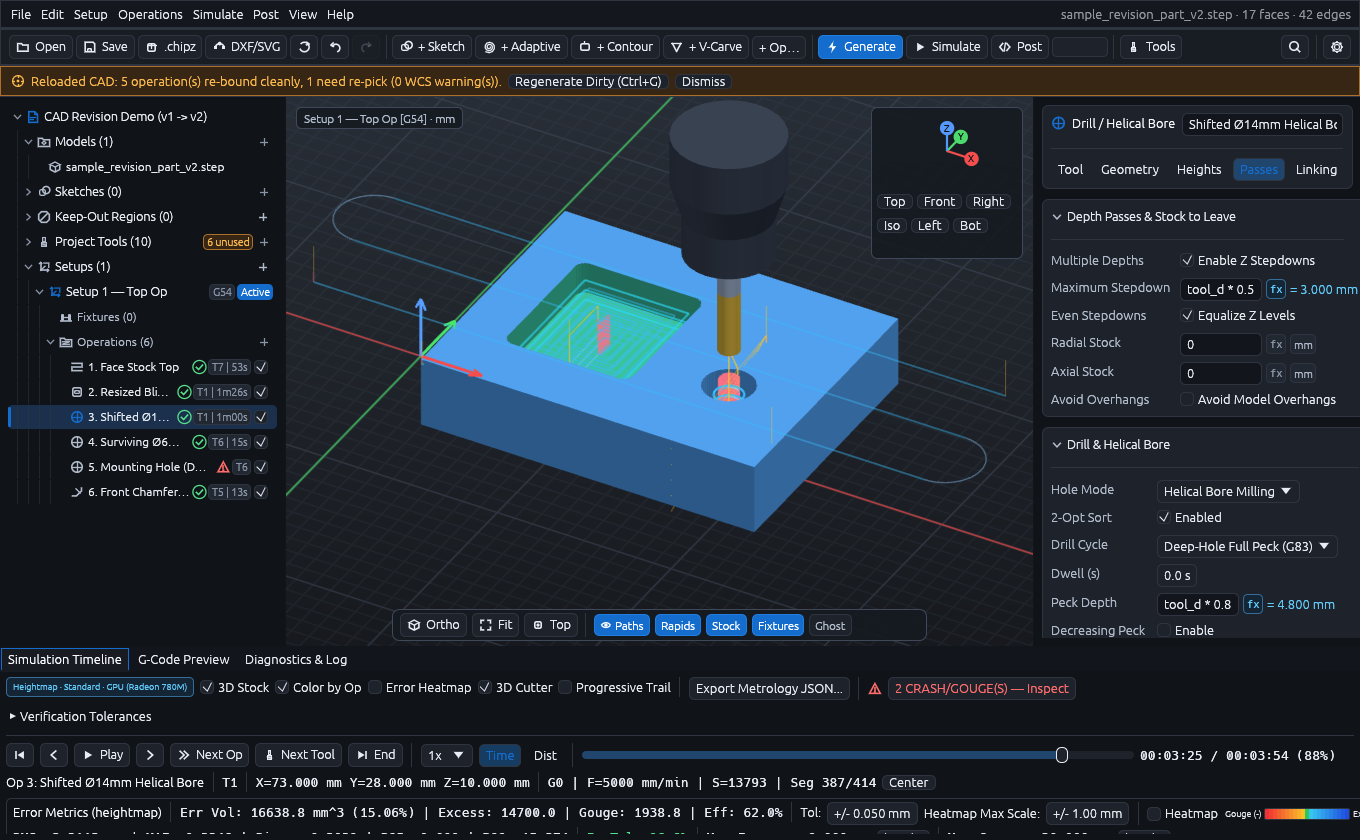 File Edit Setup Operations Simulate Post View Help sample_revision_part_v2.step · 17 faces · 42 edges
Open Save .chipz DXF/SVG + Sketch + Adaptive + Contour + V-Carve + Op... Generate Simulate Post Tools
Reloaded CAD: 5 operation(s) re-bound cleanly, 1 need re-pick (0 WCS warning(s)). Regenerate Dirty (Ctrl+G) Dismiss
CAD Revision Demo (v1 -> v2)
Models (1) +
sample_revision_part_v2.step
Sketches (0) +
Keep-Out Regions (0) +
Project Tools (10) 6 unused +
Setups (1) +
Setup 1 — Top Op G54 Active
Fixtures (0)
Operations (6) +
1. Face Stock Top T7 | 53s
2. Resized Bli... T1 | 1m26s
3. Shifted Ø1... T1 | 1m00s
4. Surviving Ø6... T6 | 15s
5. Mounting Hole (D... T6
6. Front Chamfer... T5 | 13s
Setup 1 — Top Op [G54] · mm
Z Y X
Top Front Right
Iso Left Bot
Ortho Fit Top Paths Rapids Stock Fixtures Ghost
Drill / Helical Bore Shifted Ø14mm Helical Bo
Tool Geometry Heights Passes Linking
Depth Passes & Stock to Leave
Multiple Depths Enable Z Stepdowns
Maximum Stepdown tool_d * 0.5 fx = 3.000 mm
Even Stepdowns Equalize Z Levels
Radial Stock 0 fx mm
Axial Stock 0 fx mm
Avoid Overhangs Avoid Model Overhangs
Drill & Helical Bore
Hole Mode Helical Bore Milling
2-Opt Sort Enabled
Drill Cycle Deep-Hole Full Peck (G83)
Dwell (s) 0.0 s
Peck Depth tool_d * 0.8 fx = 4.800 mm
Decreasing Peck Enable
Simulation Timeline G-Code Preview Diagnostics & Log
Heightmap · Standard · GPU (Radeon 780M) 3D Stock Color by Op Error Heatmap 3D Cutter Progressive Trail Export Metrology JSON... 2 CRASH/GOUGE(S) — Inspect
Verification Tolerances
Play Next Op Next Tool End 1x Time Dist 00:03:25 / 00:03:54 (88%)
Op 3: Shifted Ø14mm Helical Bore T1 X=73.000 mm Y=28.000 mm Z=10.000 mm G0 | F=5000 mm/min | S=13793 | Seg 387/414 Center
Error Metrics (heightmap) Err Vol: 16638.8 mm^3 (15.06%) | Excess: 14700.0 | Gouge: 1938.8 | Eff: 62.0% Tol: +/- 0.050 mm Heatmap Max Scale: +/- 1.00 mm Heatmap Gouge (-)